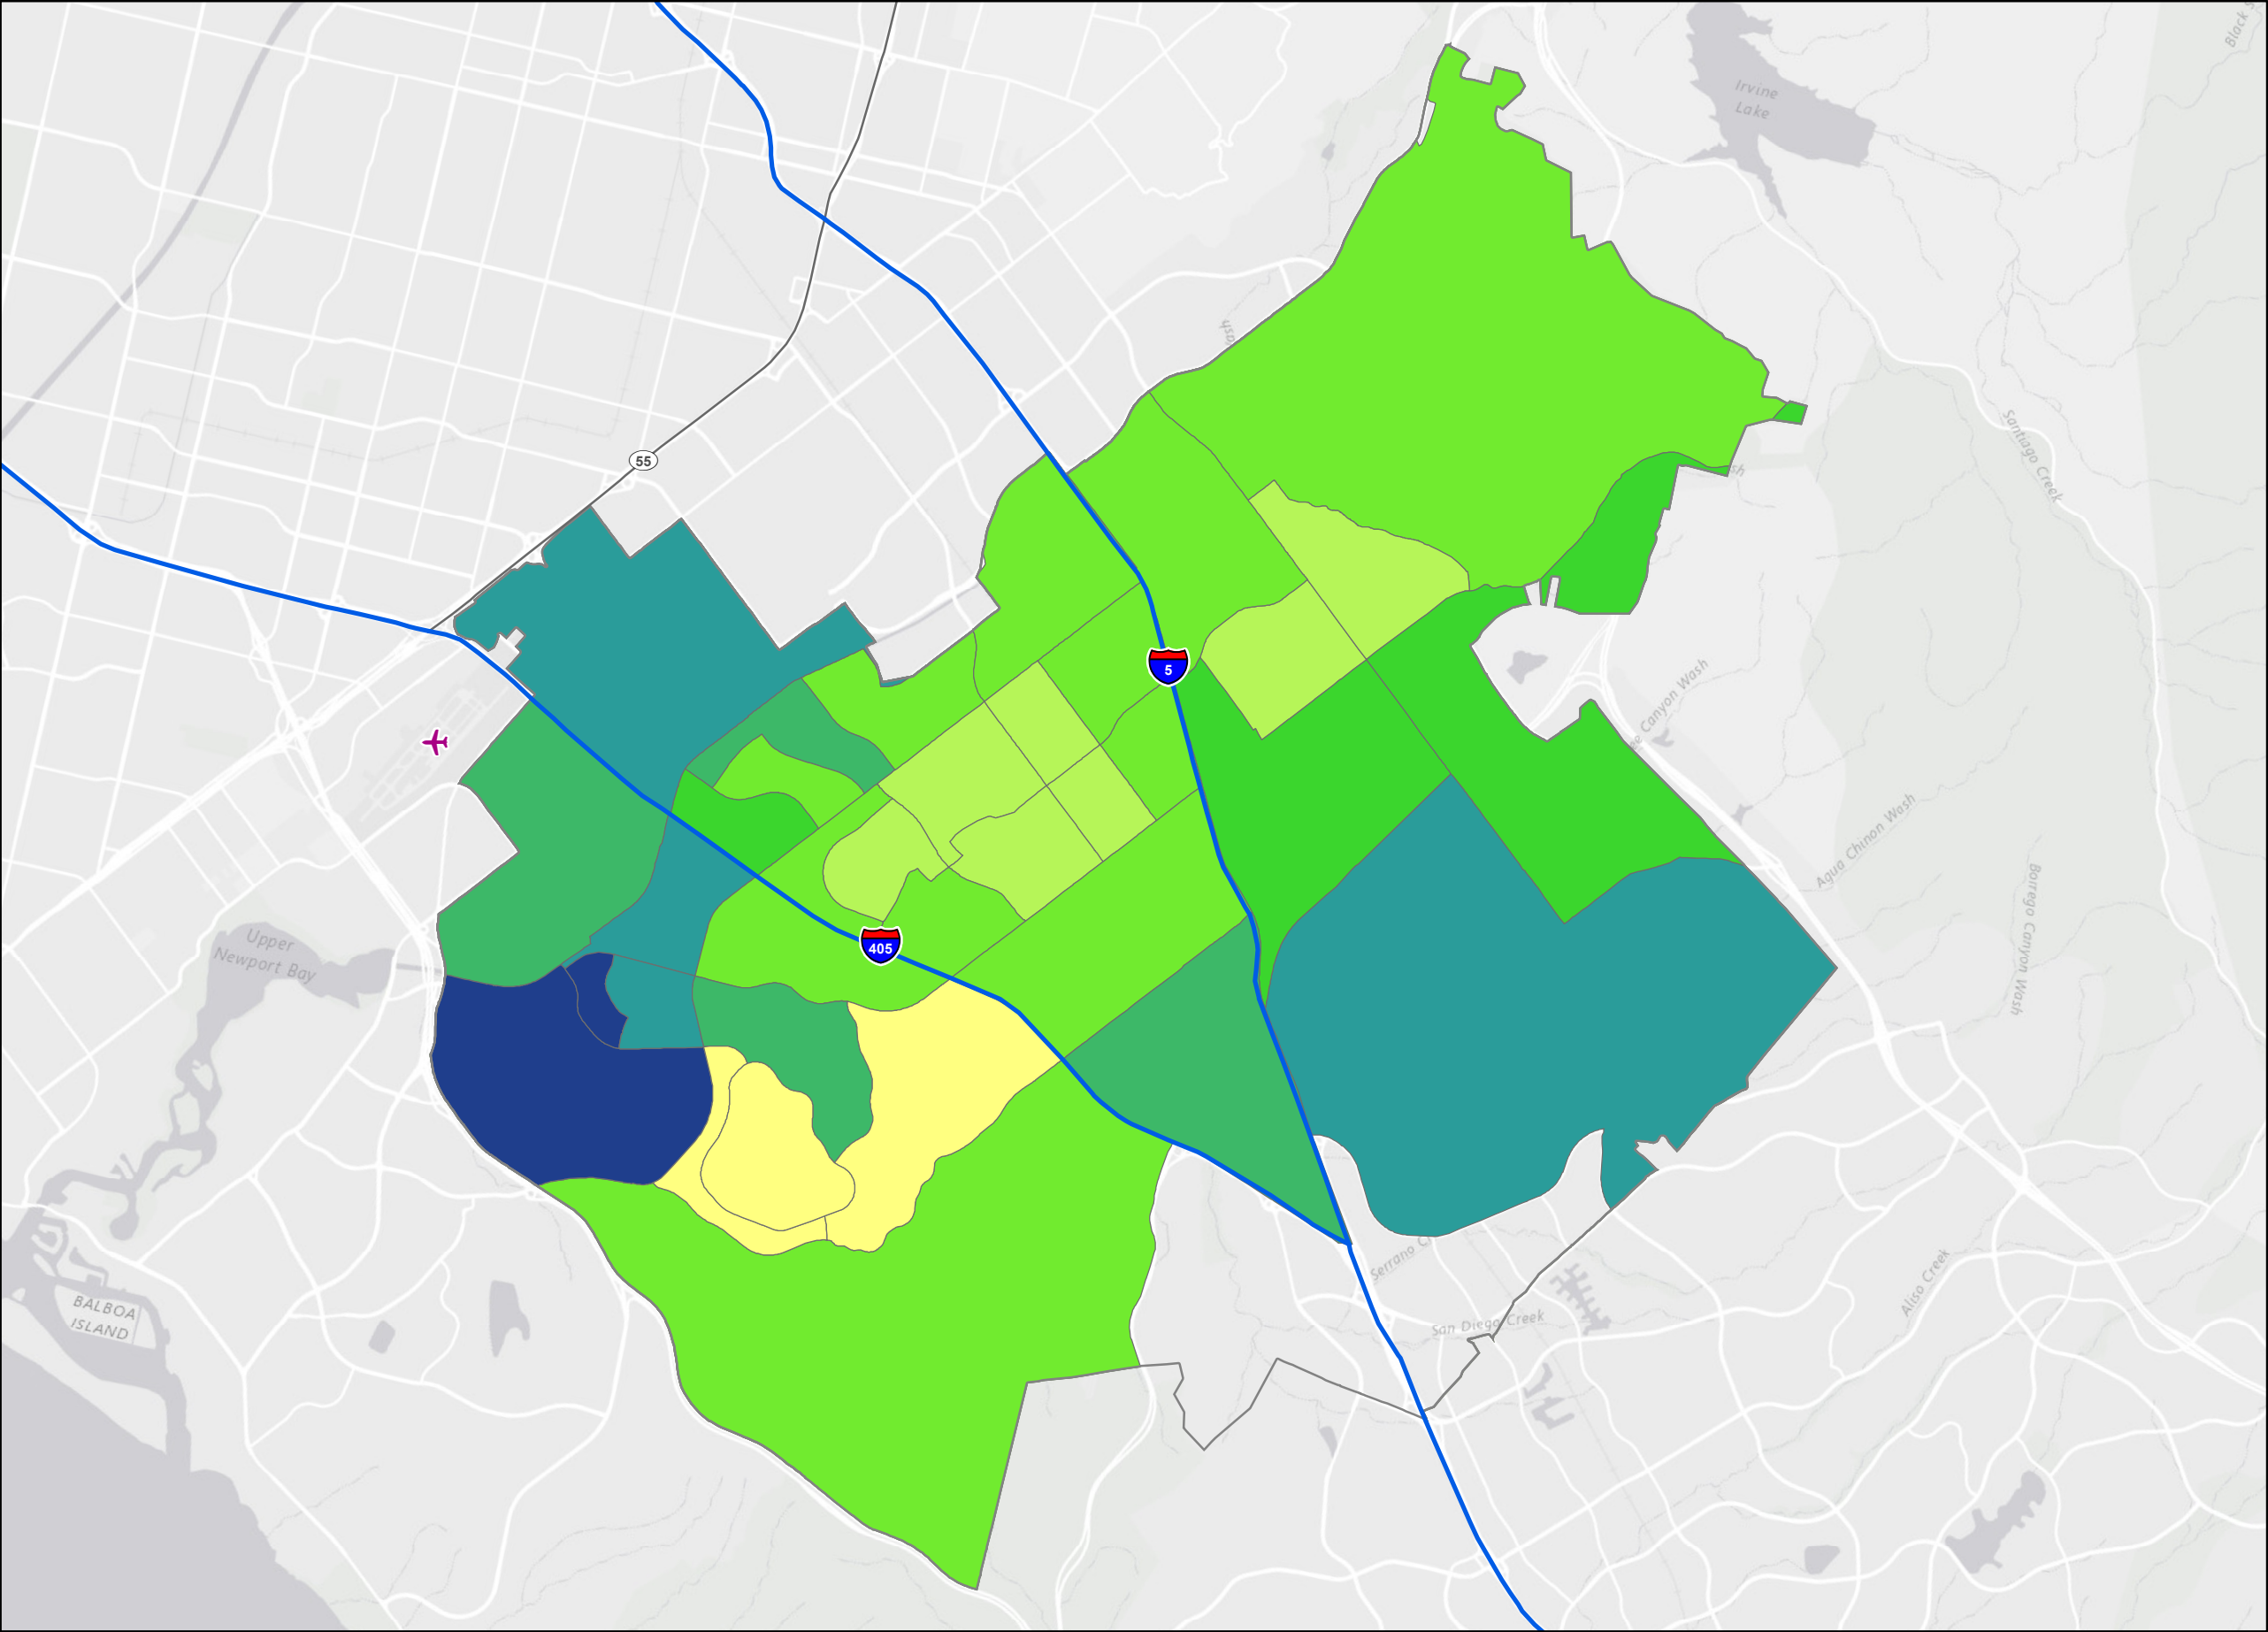 Irvine
Lake
Santiago Creek
55
5
Canyon Wash
Agua Chinon Wash
Borrego Canyon Wash
Upper
Newport Bay
405
BALBOA
ISLAND
Serrano
San Diego Creek
Aliso Creek